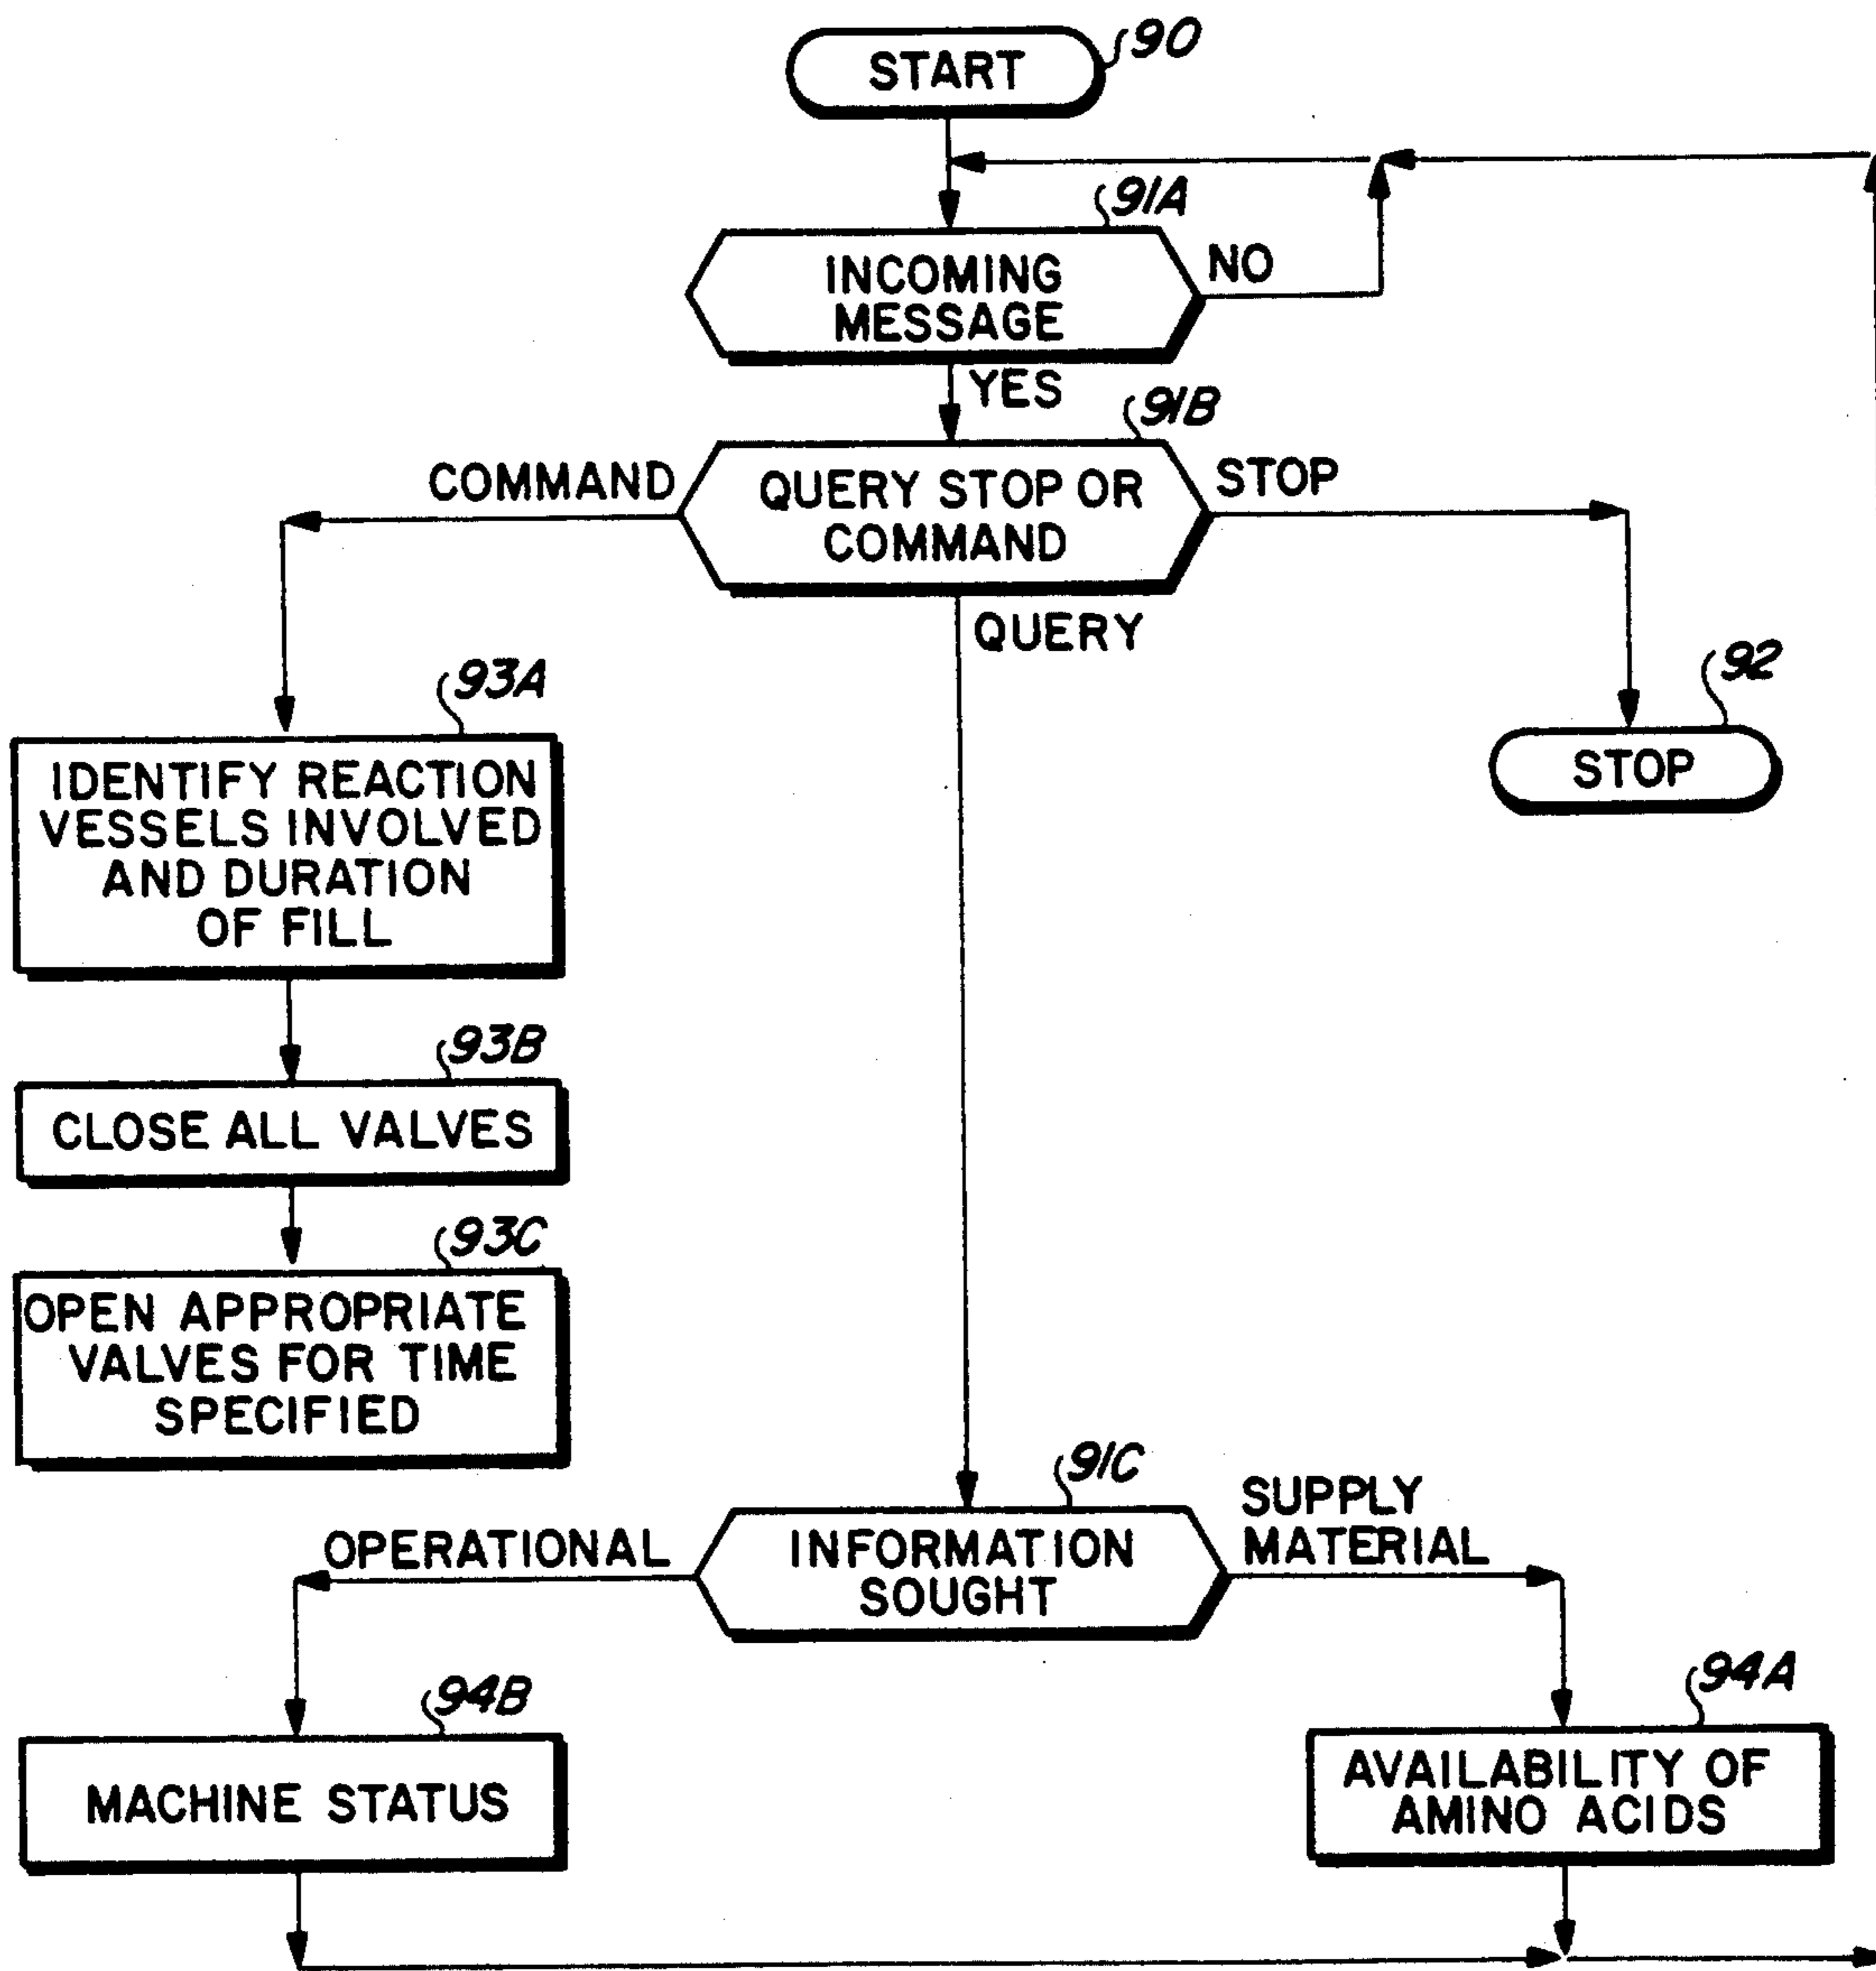 START
90
91A
INCOMING
MESSAGE
NO
YES
91B
COMMAND
QUERY STOP OR
COMMAND
STOP
QUERY
93A
IDENTIFY REACTION
VESSELS INVOLVED
AND DURATION
OF FILL
92
STOP
93B
CLOSE ALL VALVES
93C
OPEN APPROPRIATE
VALVES FOR TIME
SPECIFIED
91C
OPERATIONAL
INFORMATION
SOUGHT
SUPPLY
MATERIAL
94B
MACHINE STATUS
94A
AVAILABILITY OF
AMINO ACIDS